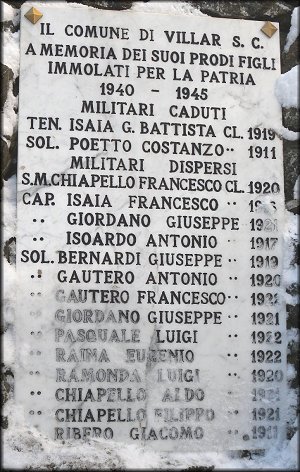 IL COMUNE DI VILLAR S. C.
A MEMORIA DEI SUOI PRODI FIGLI
IMMOLATI PER LA PATRIA
1940 - 1945
MILITARI CADUTI
TEN. ISAIA G. BATTISTA CL. 1919
SOL. POETTO COSTANZO " 1911
MILITARI DISPERSI
S.M. CHIAPELLO FRANCESCO CL. 1920
CAP. ISAIA FRANCESCO "
" GIORDANO GIUSEPPE "
" ISOARDO ANTONIO " 1917
SOL. BERNARDI GIUSEPPE " 1919
" GAUTERO ANTONIO " 1920
" GAUTERO FRANCESCO "
" GIORDANO GIUSEPPE " 1921
" PASQUALE LUIGI " 1922
" RAINA EUGENIO " 1922
" RAMONDA LUIGI " 1920
" CHIAPELLO ALDO " 1921
" CHIAPELLO FILIPPO " 1921
" RIBERO GIACOMO "